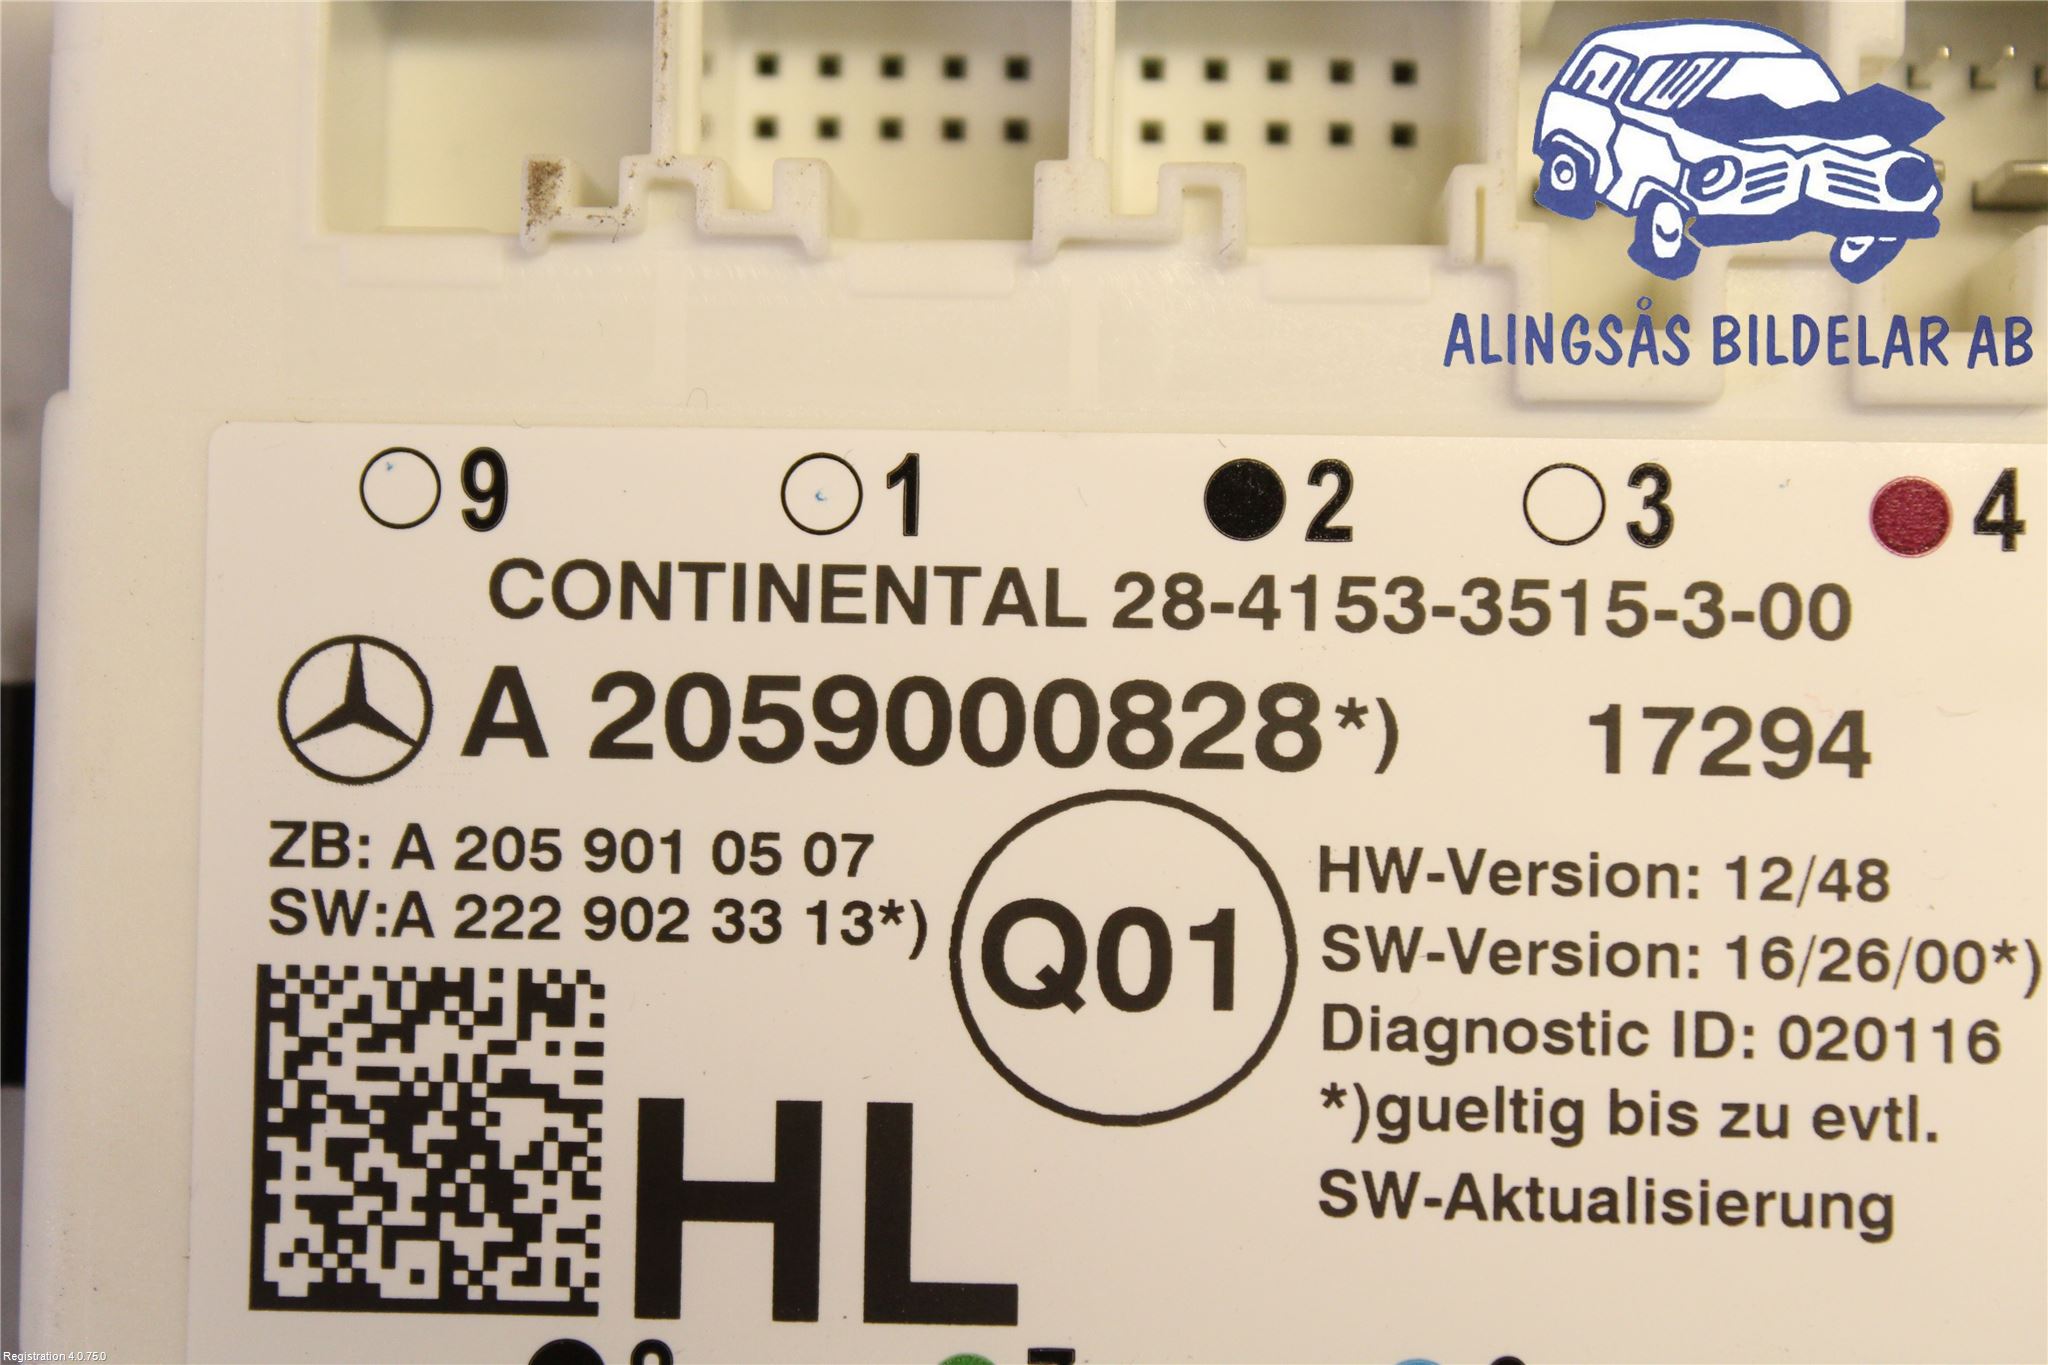 ALINGSÅS BILDELAR AB
9 1 2 3 4
CONTINENTAL 28-4153-3515-3-00
A 2059000828*) 17294
ZB: A 205 901 05 07
SW:A 222 902 33 13*)
Q01
HW-Version: 12/48
SW-Version: 16/26/00*)
Diagnostic ID: 020116
*)gueltig bis zu evtl.
SW-Aktualisierung
HL
Registration 4.0.75.0